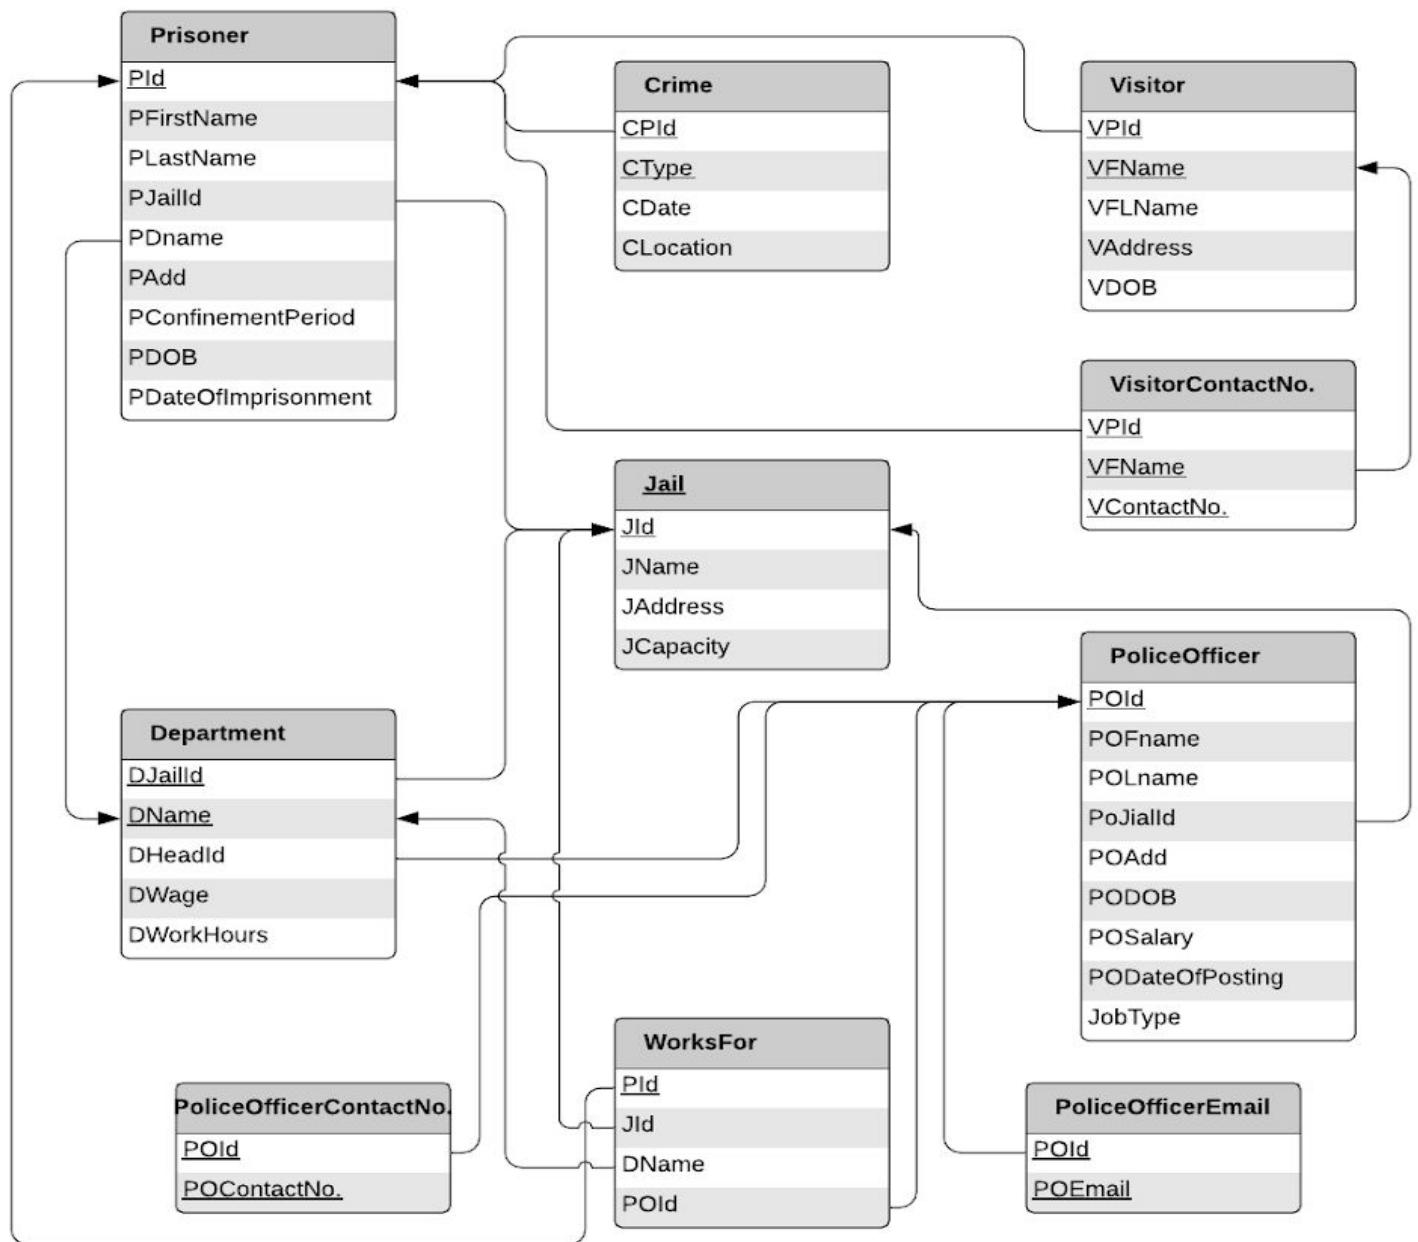 Prisoner
PId
PFirstName
PLastName
PJailId
PDname
PAdd
PConfinementPeriod
PDOB
PDateOfImprisonment
Crime
CPId
CType
CDate
CLocation
Visitor
VPId
VFName
VFLName
VAddress
VDOB
VisitorContactNo.
VPId
VFName
VContactNo.
Jail
JId
JName
JAddress
JCapacity
PoliceOfficer
POId
POFname
POLname
PoJialId
POAdd
PODOB
POSalary
PODateOfPosting
JobType
Department
DJailId
DName
DHeadId
DWage
DWorkHours
WorksFor
PId
JId
DName
POId
PoliceOfficerContactNo.
POId
POContactNo.
PoliceOfficerEmail
POId
POEmail